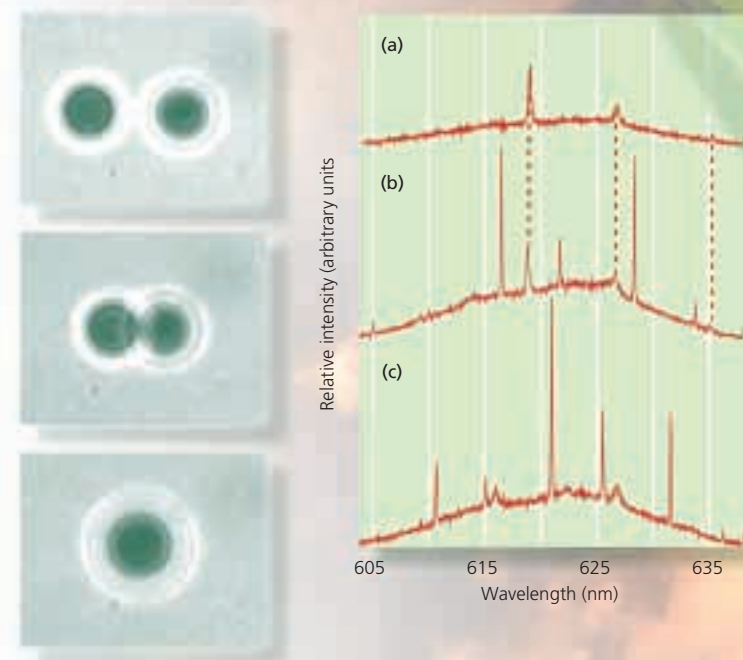 (a)
(b)
(c)
Relative intensity (arbitrary units
605 615 625 635
Wavelength (nm)